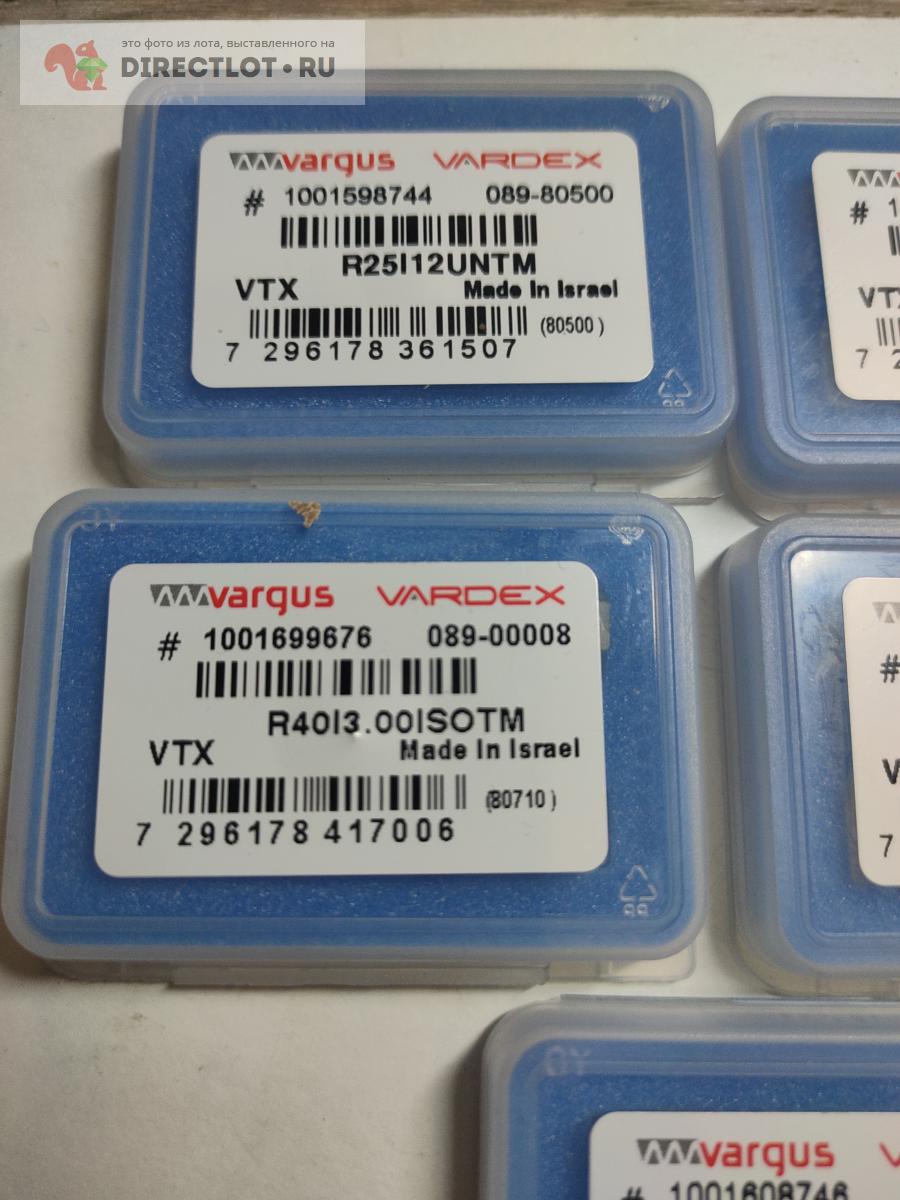 это фото из лота, выставленного на
DIRECTLOT.RU
vargus VARDEX
# 1001598744 089-80500
R25I12UNTM
VTX Made In Israel
(80500)
7 296178 361507
vargus VARDEX
# 1001699676 089-00008
R40I3.00ISOTM
VTX Made In Israel
(80710)
7 296178 417006
#
7
#
7
vargus
# 1001608746